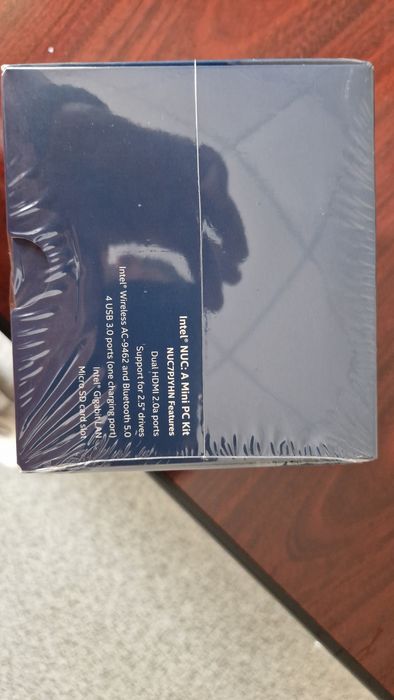 Intel® NUC: A Mini PC Kit
NUC7PJYHN Features
Dual HDMI 2.0a ports
Support for 2.5" drives
Intel® Wireless AC-9462 and Bluetooth 5.0
4 USB 3.0 ports (one charging port)
Intel® Gigabit LAN
Micro SD card slot